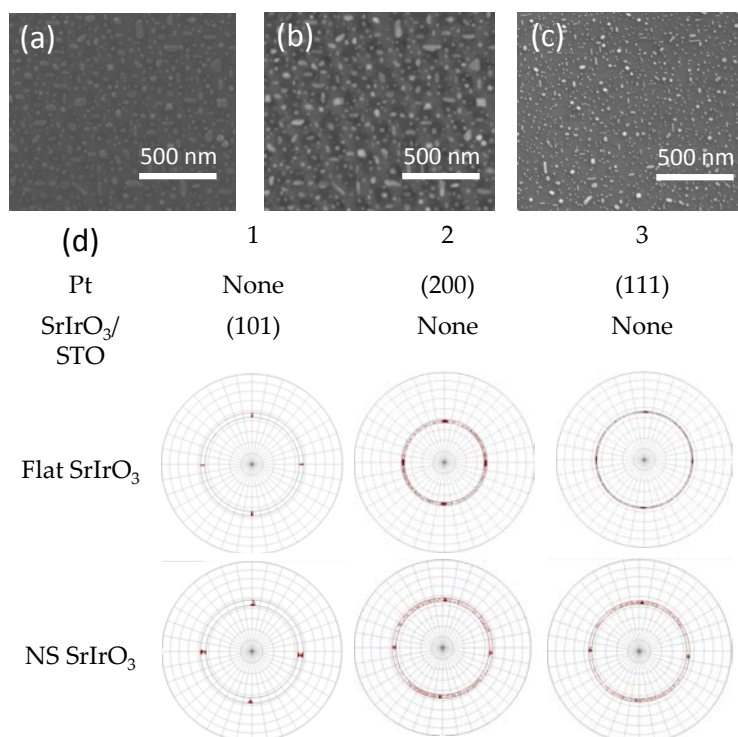 (a) (b) (c)
500 nm 500 nm 500 nm
(d) 1 2 3
Pt None (200) (111)
SrIrO₃/ (101) None None
STO
Flat SrIrO₃
NS SrIrO₃